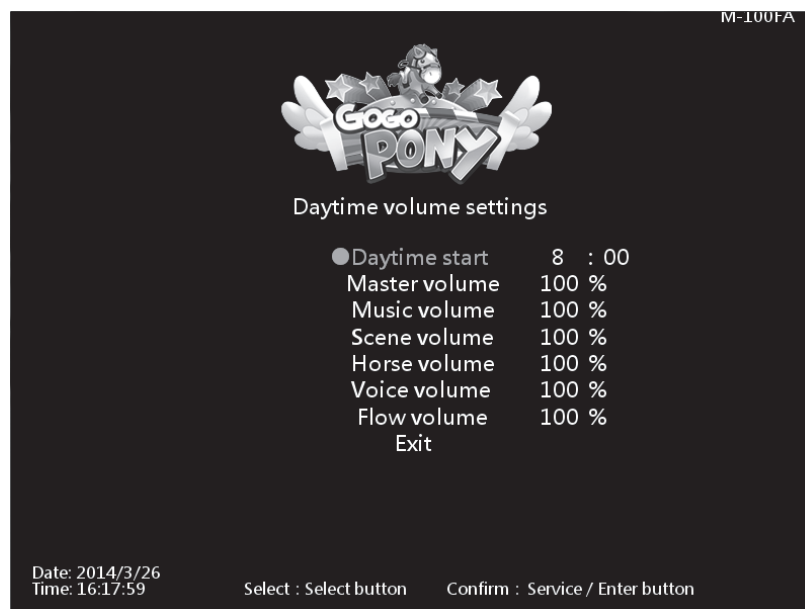 M-100FA
GOGO
PONY
Daytime volume settings
Daytime start 8 : 00
Master volume 100 %
Music volume 100 %
Scene volume 100 %
Horse volume 100 %
Voice volume 100 %
Flow volume 100 %
Exit
Date: 2014/3/26
Time: 16:17:59
Select : Select button Confirm : Service / Enter button